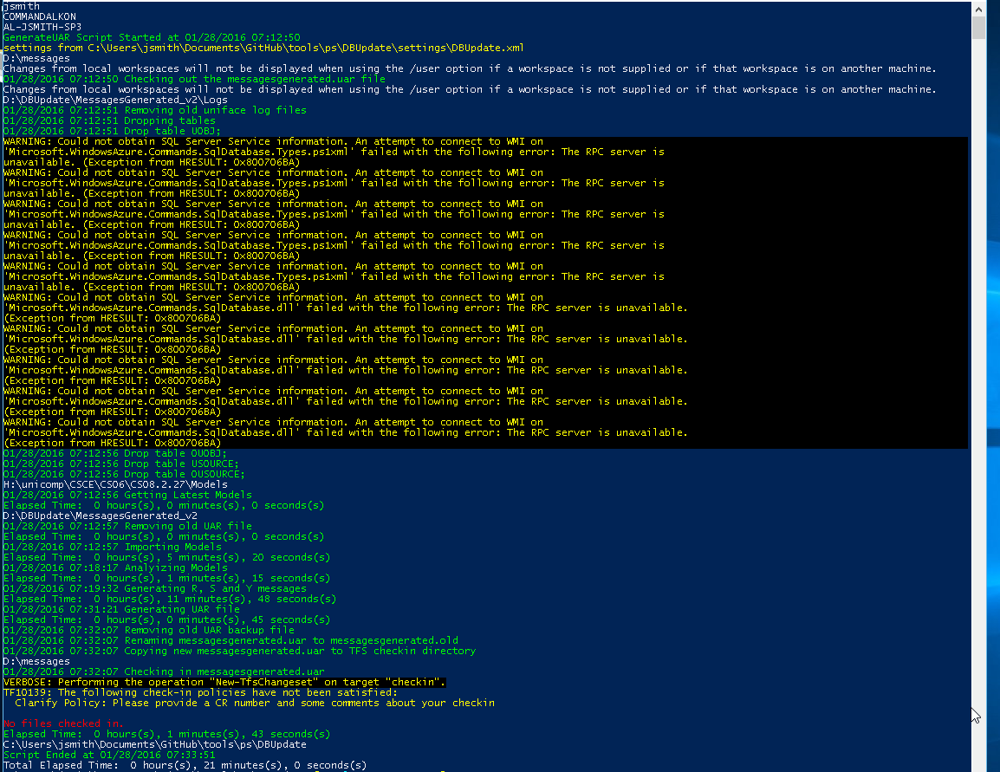 jsmith
COMMANDALKON
AL-JSMITH-SP3
GenerateUAR Script Started at 01/28/2016 07:12:50
settings from C:\Users\jsmith\Documents\GitHub\tools\ps\DBUpdate\settings\DBUpdate.xml
D:\messages
Changes from local workspaces will not be displayed when using the /user option if a workspace is not supplied or if that workspace is on another machine.
01/28/2016 07:12:50 Checking out the messagesgenerated.uar file
Changes from local workspaces will not be displayed when using the /user option if a workspace is not supplied or if that workspace is on another machine.
D:\DBUpdate\MessagesGenerated_v2\Logs
01/28/2016 07:12:51 Removing old uniface log files
01/28/2016 07:12:51 Dropping tables
01/28/2016 07:12:51 Drop table UOBJ;
WARNING: Could not obtain SQL Server Service information. An attempt to connect to WMI on
'Microsoft.WindowsAzure.Commands.SqlDatabase.Types.ps1xml' failed with the following error: The RPC server is
unavailable. (Exception from HRESULT: 0x800706BA)
WARNING: Could not obtain SQL Server Service information. An attempt to connect to WMI on
'Microsoft.WindowsAzure.Commands.SqlDatabase.Types.ps1xml' failed with the following error: The RPC server is
unavailable. (Exception from HRESULT: 0x800706BA)
WARNING: Could not obtain SQL Server Service information. An attempt to connect to WMI on
'Microsoft.WindowsAzure.Commands.SqlDatabase.Types.ps1xml' failed with the following error: The RPC server is
unavailable. (Exception from HRESULT: 0x800706BA)
WARNING: Could not obtain SQL Server Service information. An attempt to connect to WMI on
'Microsoft.WindowsAzure.Commands.SqlDatabase.Types.ps1xml' failed with the following error: The RPC server is
unavailable. (Exception from HRESULT: 0x800706BA)
WARNING: Could not obtain SQL Server Service information. An attempt to connect to WMI on
'Microsoft.WindowsAzure.Commands.SqlDatabase.Types.ps1xml' failed with the following error: The RPC server is
unavailable. (Exception from HRESULT: 0x800706BA)
WARNING: Could not obtain SQL Server Service information. An attempt to connect to WMI on
'Microsoft.WindowsAzure.Commands.SqlDatabase.dll' failed with the following error: The RPC server is unavailable.
(Exception from HRESULT: 0x800706BA)
WARNING: Could not obtain SQL Server Service information. An attempt to connect to WMI on
'Microsoft.WindowsAzure.Commands.SqlDatabase.dll' failed with the following error: The RPC server is unavailable.
(Exception from HRESULT: 0x800706BA)
WARNING: Could not obtain SQL Server Service information. An attempt to connect to WMI on
'Microsoft.WindowsAzure.Commands.SqlDatabase.dll' failed with the following error: The RPC server is unavailable.
(Exception from HRESULT: 0x800706BA)
WARNING: Could not obtain SQL Server Service information. An attempt to connect to WMI on
'Microsoft.WindowsAzure.Commands.SqlDatabase.dll' failed with the following error: The RPC server is unavailable.
(Exception from HRESULT: 0x800706BA)
WARNING: Could not obtain SQL Server Service information. An attempt to connect to WMI on
'Microsoft.WindowsAzure.Commands.SqlDatabase.dll' failed with the following error: The RPC server is unavailable.
(Exception from HRESULT: 0x800706BA)
01/28/2016 07:12:56 Drop table OUOBJ;
01/28/2016 07:12:56 Drop table USOURCE;
01/28/2016 07:12:56 Drop table OUSOURCE;
H:\unicomp\CSCE\CS06\CS08.2.27\Models
01/28/2016 07:12:56 Getting Latest Models
Elapsed Time:  0 hours(s), 0 minutes(s), 0 seconds(s)
D:\DBUpdate\MessagesGenerated_v2
01/28/2016 07:12:57 Removing old UAR file
Elapsed Time:  0 hours(s), 0 minutes(s), 0 seconds(s)
01/28/2016 07:12:57 Importing Models
Elapsed Time:  0 hours(s), 5 minutes(s), 20 seconds(s)
01/28/2016 07:18:17 Analyizing Models
Elapsed Time:  0 hours(s), 1 minutes(s), 15 seconds(s)
01/28/2016 07:19:32 Generating R, S and Y messages
Elapsed Time:  0 hours(s), 11 minutes(s), 48 seconds(s)
01/28/2016 07:31:21 Generating UAR file
Elapsed Time:  0 hours(s), 0 minutes(s), 45 seconds(s)
01/28/2016 07:32:07 Removing old UAR backup file
01/28/2016 07:32:07 Renaming messagesgenerated.uar to messagesgenerated.old
01/28/2016 07:32:07 Copying new messagesgenerated.uar to TFS checkin directory
D:\messages
01/28/2016 07:32:07 Checking in messagesgenerated.uar
VERBOSE: Performing the operation "New-TfsChangeset" on target "checkin".
TF10139: The following check-in policies have not been satisfied:
  Clarify Policy: Please provide a CR number and some comments about your checkin
No files checked in.
Elapsed Time:  0 hours(s), 1 minutes(s), 43 seconds(s)
C:\Users\jsmith\Documents\GitHub\tools\ps\DBUpdate
Script Ended at 01/28/2016 07:33:51
Total Elapsed Time:  0 hours(s), 21 minutes(s), 0 seconds(s)